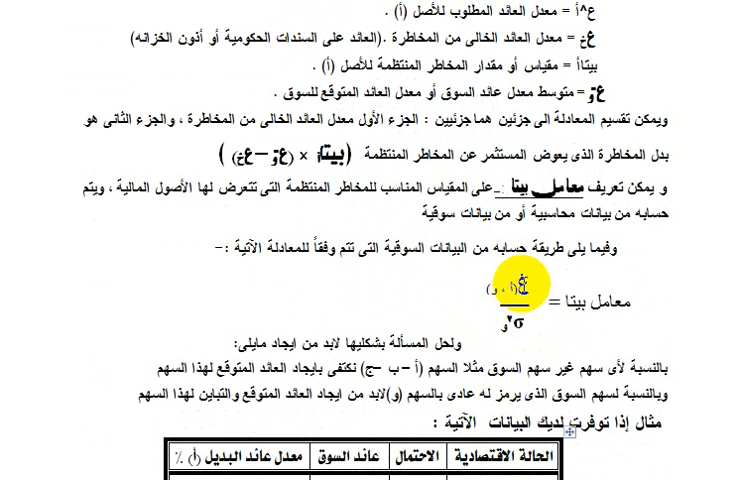 ع^أ = معدل العائد المطلوب للأصل (أ) .
عخ = معدل العائد الخالى من المخاطرة .(العائد على السندات الحكومية أو أذون الخزانه)
بيتاأ = مقياس أو مقدار المخاطر المنتظمة للأصل (أ) .
عو = متوسط معدل عائد السوق أو معدل العائد المتوقع للسوق .
ويمكن تقسيم المعادلة الى جزئين هما جزئيين : الجزء الأول معدل العائد الخالى من المخاطرة ، والجزء الثانى هو
بدل المخاطرة الذى يعوض المستثمر عن المخاطر المنتظمة (بيتاأ × (عو – عخ) )
و يمكن تعريف معامل بيتا :- على المقياس المناسب للمخاطر المنتظمة التى تتعرض لها الأصول المالية ، ويتم
حسابه من بيانات محاسبية أو من بيانات سوقية
وفيما يلى طريقة حسابه من البيانات السوقية التى تتم وفقاً للمعادلة الآتية :-
(أ ، و)
معامل بيتا =
σ٢و
ولحل المسألة بشكليها لابد من ايجاد مايلى:
بالنسبة لأى سهم غير سهم السوق مثلا السهم (أ – ب – ج) نكتفى بايجاد العائد المتوقع لهذا السهم
وبالنسبة لسهم السوق الذى يرمز له عادى بالسهم (و) لابد من ايجاد العائد المتوقع والتباين لهذا السهم
مثال إذا توفرت لديك البيانات الآتية :
الحالة الاقتصادية الاحتمال عائد السوق معدل عائد البديل (أ) ٪